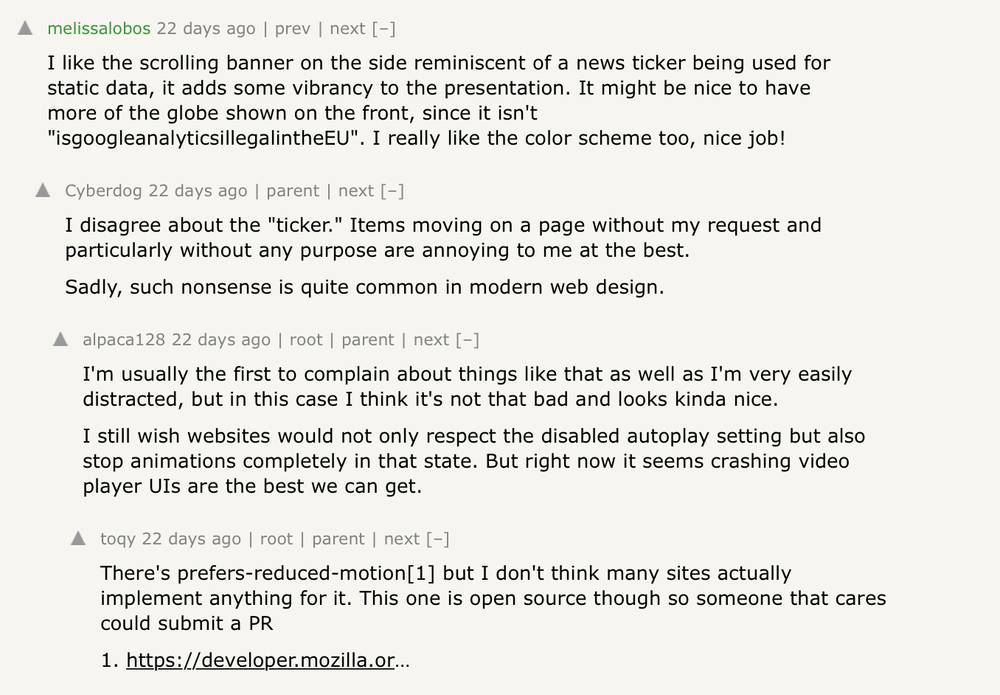 ▲ melissalobos 22 days ago | prev | next [–]
I like the scrolling banner on the side reminiscent of a news ticker being used for
static data, it adds some vibrancy to the presentation. It might be nice to have
more of the globe shown on the front, since it isn't
"isgoogleanalyticsillegalintheEU". I really like the color scheme too, nice job!
▲ Cyberdog 22 days ago | parent | next [–]
I disagree about the "ticker." Items moving on a page without my request and
particularly without any purpose are annoying to me at the best.
Sadly, such nonsense is quite common in modern web design.
▲ alpaca128 22 days ago | root | parent | next [–]
I'm usually the first to complain about things like that as well as I'm very easily
distracted, but in this case I think it's not that bad and looks kinda nice.
I still wish websites would not only respect the disabled autoplay setting but also
stop animations completely in that state. But right now it seems crashing video
player UIs are the best we can get.
▲ toqy 22 days ago | root | parent | next [–]
There's prefers-reduced-motion[1] but I don't think many sites actually
implement anything for it. This one is open source though so someone that cares
could submit a PR
1. https://developer.mozilla.or...